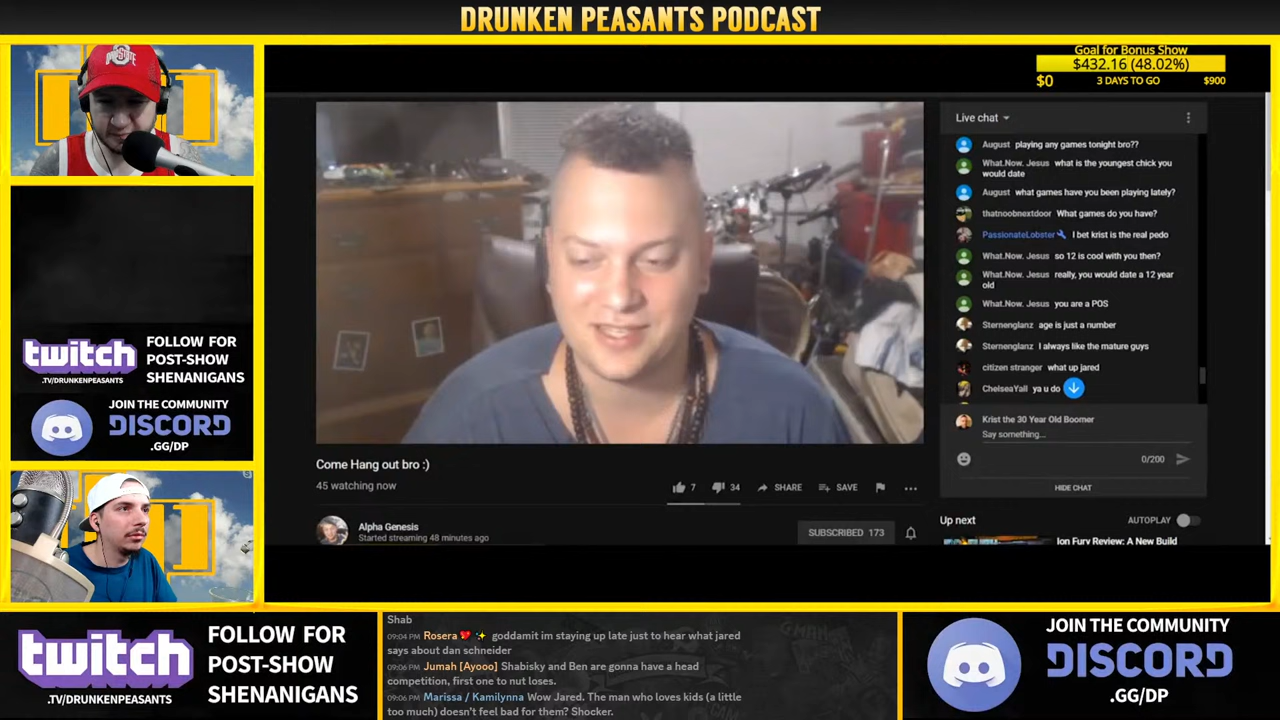 DRUNKEN PEASANTS PODCAST
Goal for Bonus Show
$432.16 (48.02%)
$0
3 DAYS TO GO
$900
Live chat
August playing any games tonight bro??
What.Now. Jesus what is the youngest chick you
would date
August what games have you been playing lately?
thatnoobnextdoor What games do you have?
PassionateLobster I bet krist is the real pedo
What.Now. Jesus so 12 is cool with you then?
What.Now. Jesus really, you would date a 12 year
old
What.Now. Jesus you are a POS
Sternenglanz age is just a number
Sternenglanz I always like the mature guys
citizen stranger what up jared
ChelseaYall ya u do
Krist the 30 Year Old Boomer
Say something...
0/200
HIDE CHAT
Come Hang out bro :)
45 watching now
7
34
SHARE
SAVE
Alpha Genesis
Started streaming 48 minutes ago
SUBSCRIBED 173
Up next
AUTOPLAY
Ion Fury Review: A New Build
twitch
.TV/DRUNKENPEASANTS
FOLLOW FOR
POST-SHOW
SHENANIGANS
JOIN THE COMMUNITY
DISCORD
.GG/DP
twitch
.TV/DRUNKENPEASANTS
FOLLOW FOR
POST-SHOW
SHENANIGANS
Shab
09:04 PM Rosera goddamit im staying up late just to hear what jared
says about dan schneider
09:06 PM Jumah [Ayooo] Shabisky and Ben are gonna have a head
competition, first one to nut loses.
09:06 PM Marissa / Kamilynna Wow Jared. The man who loves kids (a little
too much) doesn't feel bad for them? Shocker.
JOIN THE COMMUNITY
DISCORD
.GG/DP